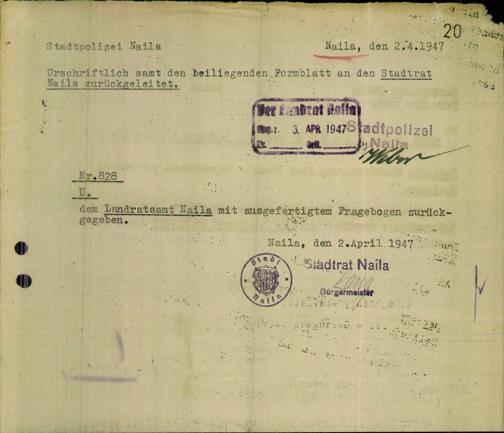 20
Stadtpolizei Naila
Naila, den 2.4.1947
Urschriftlich samt den beiliegenden Formblatt an den Stadtrat
Naila zurückgeleitet.
Der Landrat Naila
3. APR. 1947
Stadtpolizei
Naila
Nr.828
U.
dem Landratsamt Naila mit ausgefertigtem Fragebogen zurück-
gegeben.
Naila, den 2.April 1947
Stadt
Naila
Stadtrat Naila
Bürgermeister